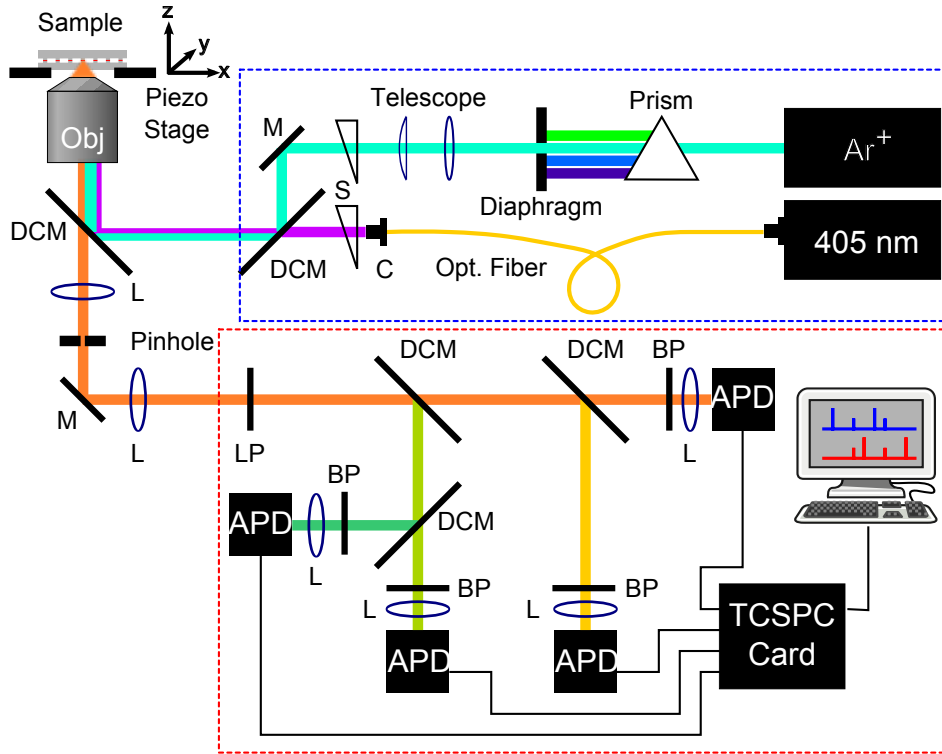 Sample
z
y
x
Piezo
Stage
Obj
DCM
L
Pinhole
M
L
M
S
Telescope
Diaphragm
Prism
Ar+
DCM
C
Opt. Fiber
405 nm
LP
DCM
DCM
BP
L
APD
APD
L
BP
DCM
L
BP
APD
L
BP
APD
TCSPC
Card